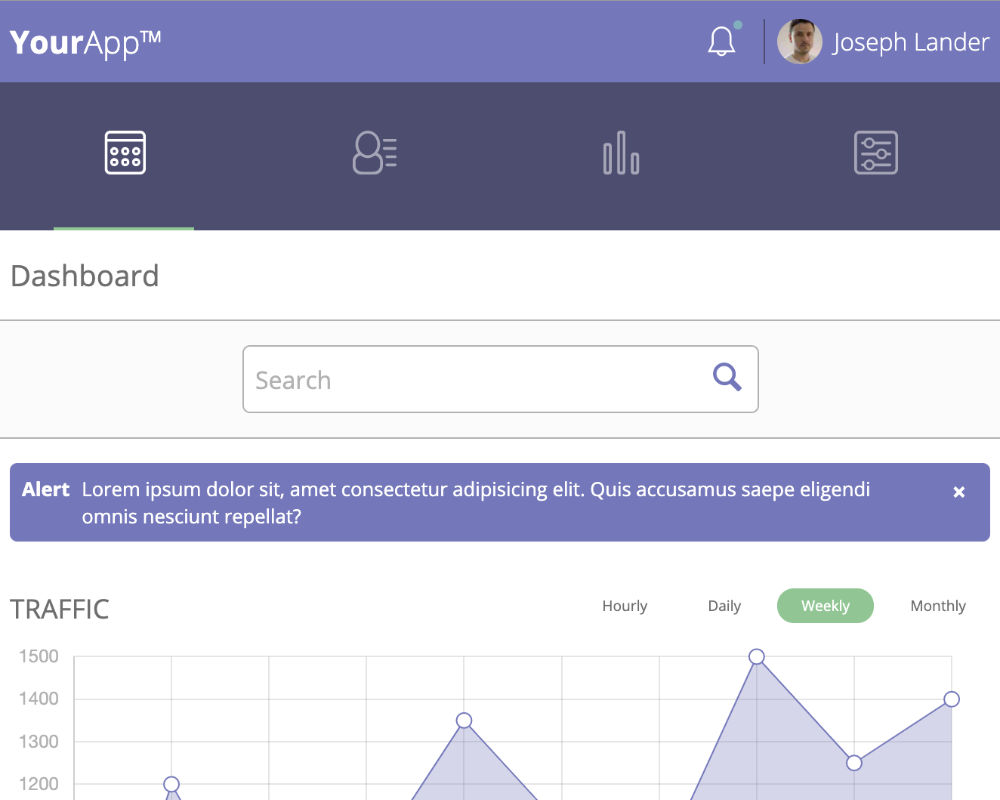 YourApp™
Joseph Lander
Dashboard
Search
Alert Lorem ipsum dolor sit, amet consectetur adipisicing elit. Quis accusamus saepe eligendi
omnis nesciunt repellat?
TRAFFIC
Hourly Daily Weekly Monthly
1500
1400
1300
1200